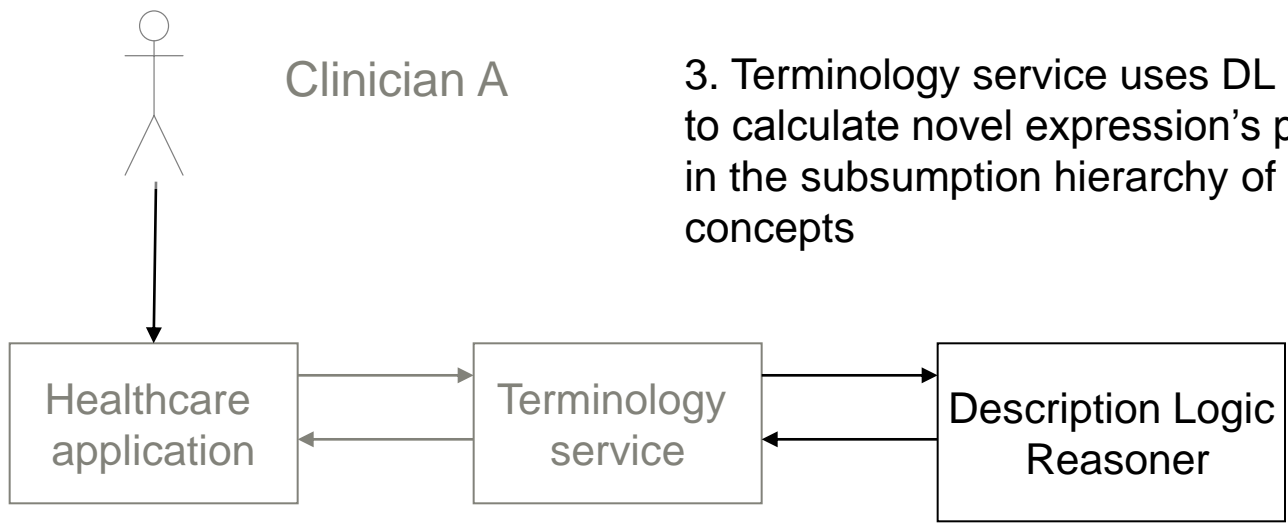 Clinician A
3. Terminology service uses DL
to calculate novel expression’s
in the subsumption hierarchy of
concepts
Healthcare
application
Terminology
service
Description Logic
Reasoner